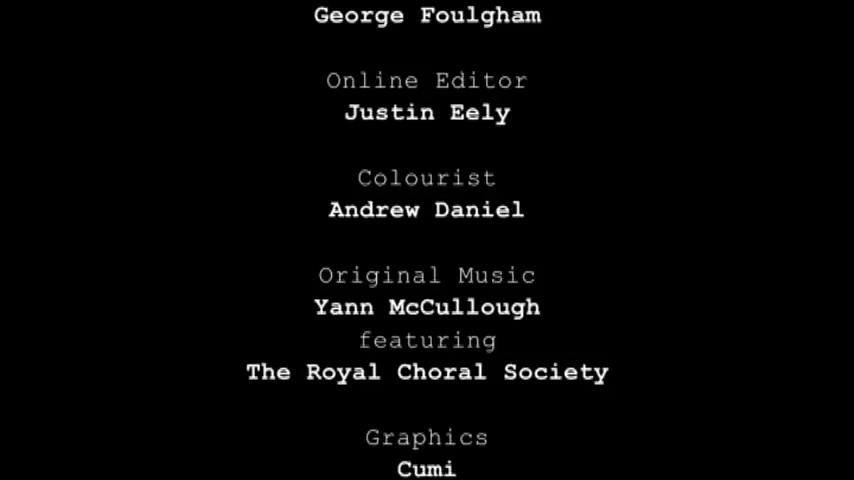 George Foulgham
Online Editor
Justin Eely
Colourist
Andrew Daniel
Original Music
Yann McCullough
featuring
The Royal Choral Society
Graphics
Cumi